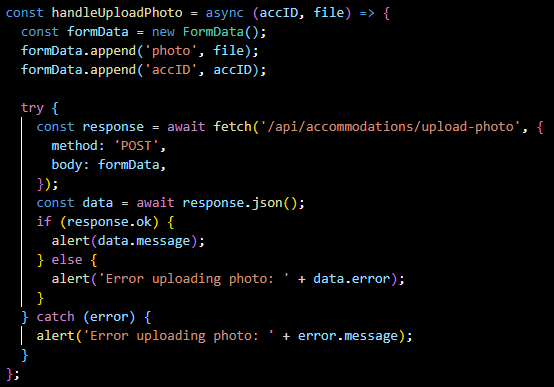 const handleUploadPhoto = async (accID, file) => {
  const formData = new FormData();
  formData.append('photo', file);
  formData.append('accID', accID);

  try {
    const response = await fetch('/api/accommodations/upload-photo', {
      method: 'POST',
      body: formData,
    });
    const data = await response.json();
    if (response.ok) {
      alert(data.message);
    } else {
      alert('Error uploading photo: ' + data.error);
    }
  } catch (error) {
    alert('Error uploading photo: ' + error.message);
  }
};